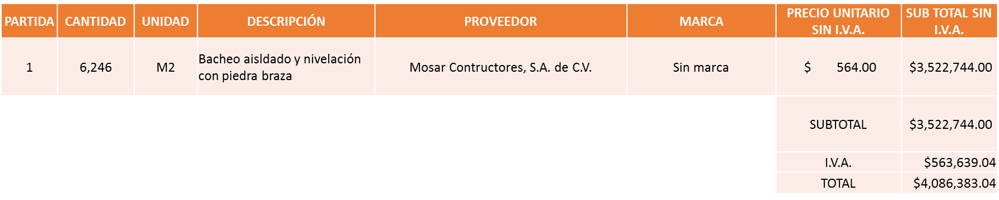 PARTIDA CANTIDAD UNIDAD DESCRIPCIÓN PROVEEDOR MARCA PRECIO UNITARIO SIN I.V.A. SUB TOTAL SIN I.V.A.
1 6,246 M2 Bacheo aisldado y nivelación con piedra braza Mosar Contructores, S.A. de C.V. Sin marca $ 564.00 $3,522,744.00
SUBTOTAL $3,522,744.00
I.V.A. $563,639.04
TOTAL $4,086,383.04